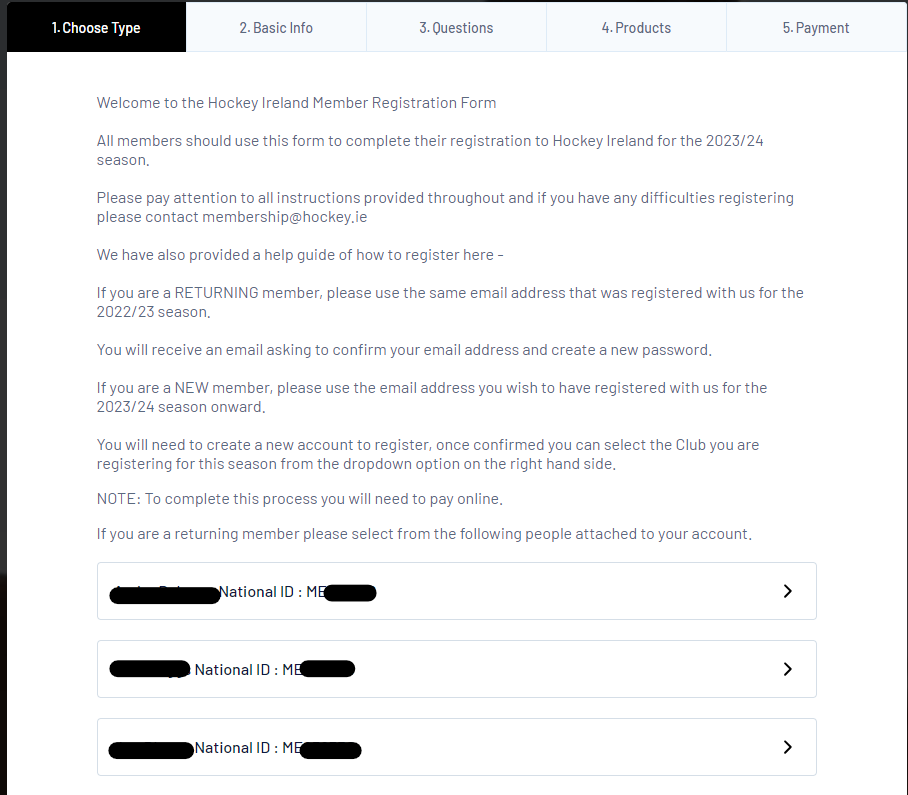 1. Choose Type
2. Basic Info
3. Questions
4. Products
5. Payment
Welcome to the Hockey Ireland Member Registration Form
All members should use this form to complete their registration to Hockey Ireland for the 2023/24
season.
Please pay attention to all instructions provided throughout and if you have any difficulties registering
please contact membership@hockey.ie
We have also provided a help guide of how to register here -
If you are a RETURNING member, please use the same email address that was registered with us for the
2022/23 season.
You will receive an email asking to confirm your email address and create a new password.
If you are a NEW member, please use the email address you wish to have registered with us for the
2023/24 season onward.
You will need to create a new account to register, once confirmed you can select the Club you are
registering for this season from the dropdown option on the right hand side.
NOTE: To complete this process you will need to pay online.
If you are a returning member please select from the following people attached to your account.
National ID : ME
National ID : ME
National ID : ME